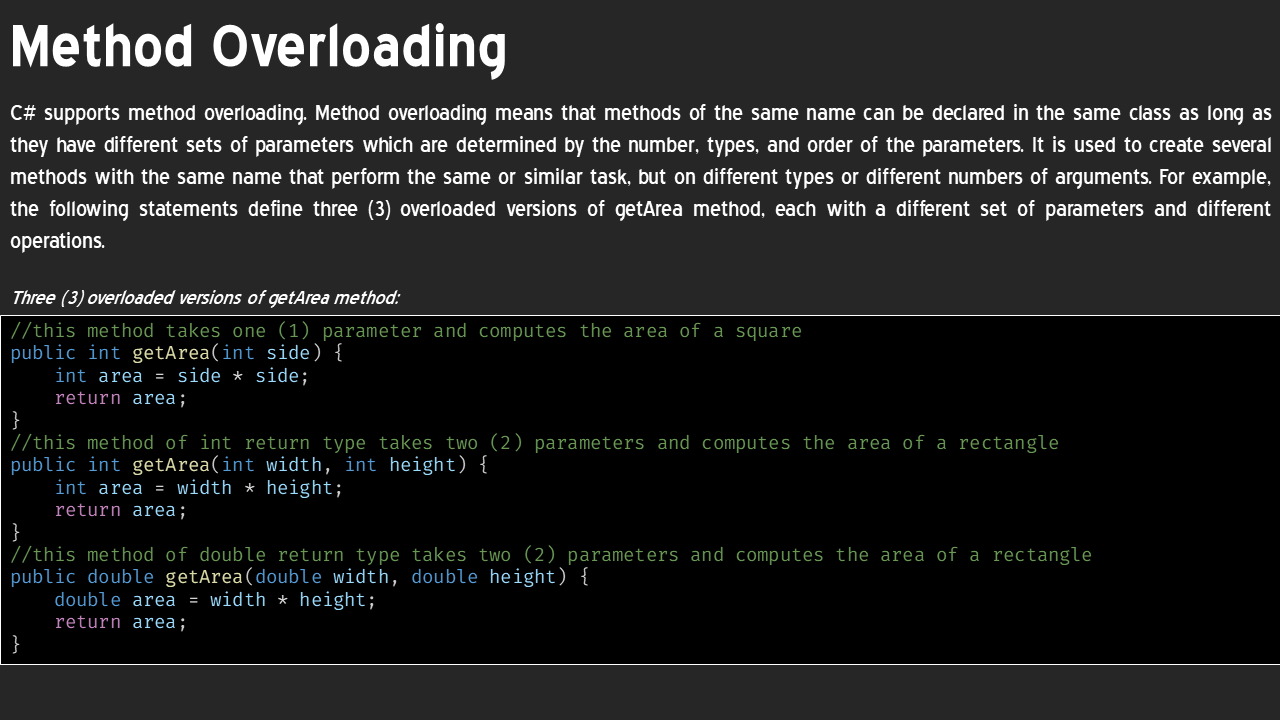 Method Overloading
C# supports method overloading. Method overloading means that methods of the same name can be declared in the same class as long as
they have different sets of parameters which are determined by the number, types, and order of the parameters. It is used to create several
methods with the same name that perform the same or similar task, but on different types or different numbers of arguments. For example,
the following statements define three (3) overloaded versions of getArea method, each with a different set of parameters and different
operations.
Three (3) overloaded versions of getArea method:
//this method takes one (1) parameter and computes the area of a square
public int getArea(int side) {
    int area = side * side;
    return area;
}
//this method of int return type takes two (2) parameters and computes the area of a rectangle
public int getArea(int width, int height) {
    int area = width * height;
    return area;
}
//this method of double return type takes two (2) parameters and computes the area of a rectangle
public double getArea(double width, double height) {
    double area = width * height;
    return area;
}